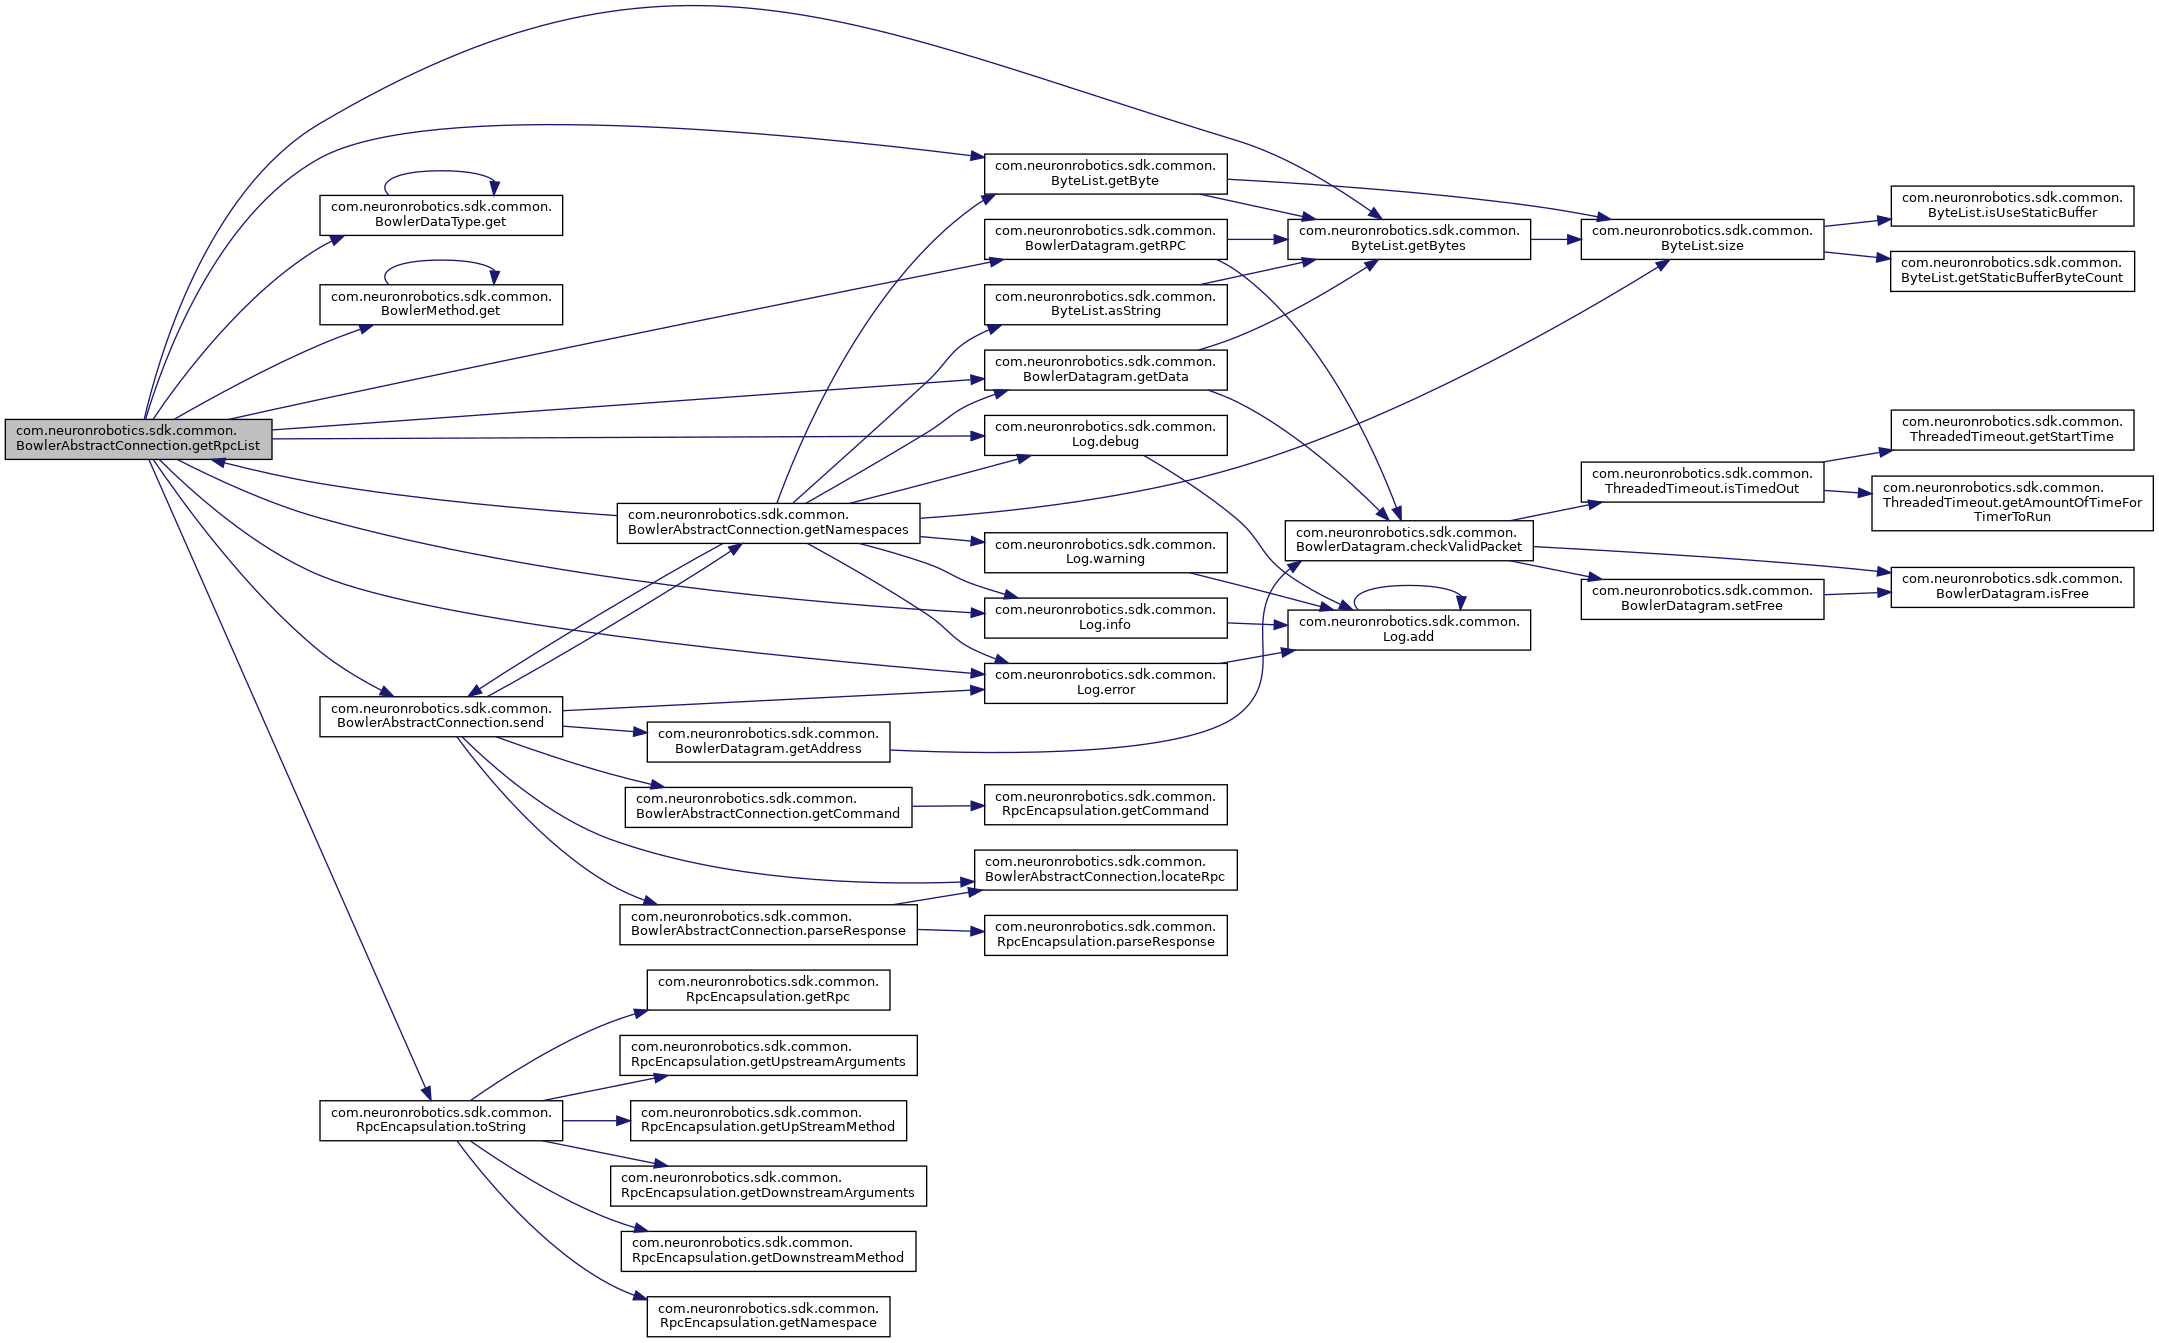 com.neuronrobotics.sdk.common.
BowlerAbstractConnection.getRpcList
com.neuronrobotics.sdk.common.
BowlerDataType.get
com.neuronrobotics.sdk.common.
BowlerMethod.get
com.neuronrobotics.sdk.common.
BowlerAbstractConnection.send
com.neuronrobotics.sdk.common.
RpcEncapsulation.toString
com.neuronrobotics.sdk.common.
BowlerAbstractConnection.getNamespaces
com.neuronrobotics.sdk.common.
BowlerDatagram.getAddress
com.neuronrobotics.sdk.common.
BowlerAbstractConnection.getCommand
com.neuronrobotics.sdk.common.
BowlerAbstractConnection.parseResponse
com.neuronrobotics.sdk.common.
RpcEncapsulation.getRpc
com.neuronrobotics.sdk.common.
RpcEncapsulation.getUpstreamArguments
com.neuronrobotics.sdk.common.
RpcEncapsulation.getUpStreamMethod
com.neuronrobotics.sdk.common.
RpcEncapsulation.getDownstreamArguments
com.neuronrobotics.sdk.common.
RpcEncapsulation.getDownstreamMethod
com.neuronrobotics.sdk.common.
RpcEncapsulation.getNamespace
com.neuronrobotics.sdk.common.
ByteList.getByte
com.neuronrobotics.sdk.common.
BowlerDatagram.getRPC
com.neuronrobotics.sdk.common.
ByteList.asString
com.neuronrobotics.sdk.common.
BowlerDatagram.getData
com.neuronrobotics.sdk.common.
Log.debug
com.neuronrobotics.sdk.common.
Log.warning
com.neuronrobotics.sdk.common.
Log.info
com.neuronrobotics.sdk.common.
Log.error
com.neuronrobotics.sdk.common.
RpcEncapsulation.getCommand
com.neuronrobotics.sdk.common.
BowlerAbstractConnection.locateRpc
com.neuronrobotics.sdk.common.
RpcEncapsulation.parseResponse
com.neuronrobotics.sdk.common.
ByteList.getBytes
com.neuronrobotics.sdk.common.
BowlerDatagram.checkValidPacket
com.neuronrobotics.sdk.common.
Log.add
com.neuronrobotics.sdk.common.
ByteList.size
com.neuronrobotics.sdk.common.
ThreadedTimeout.isTimedOut
com.neuronrobotics.sdk.common.
BowlerDatagram.setFree
com.neuronrobotics.sdk.common.
ByteList.isUseStaticBuffer
com.neuronrobotics.sdk.common.
ByteList.getStaticBufferByteCount
com.neuronrobotics.sdk.common.
ThreadedTimeout.getStartTime
com.neuronrobotics.sdk.common.
ThreadedTimeout.getAmountOfTimeFor
TimerToRun
com.neuronrobotics.sdk.common.
BowlerDatagram.isFree